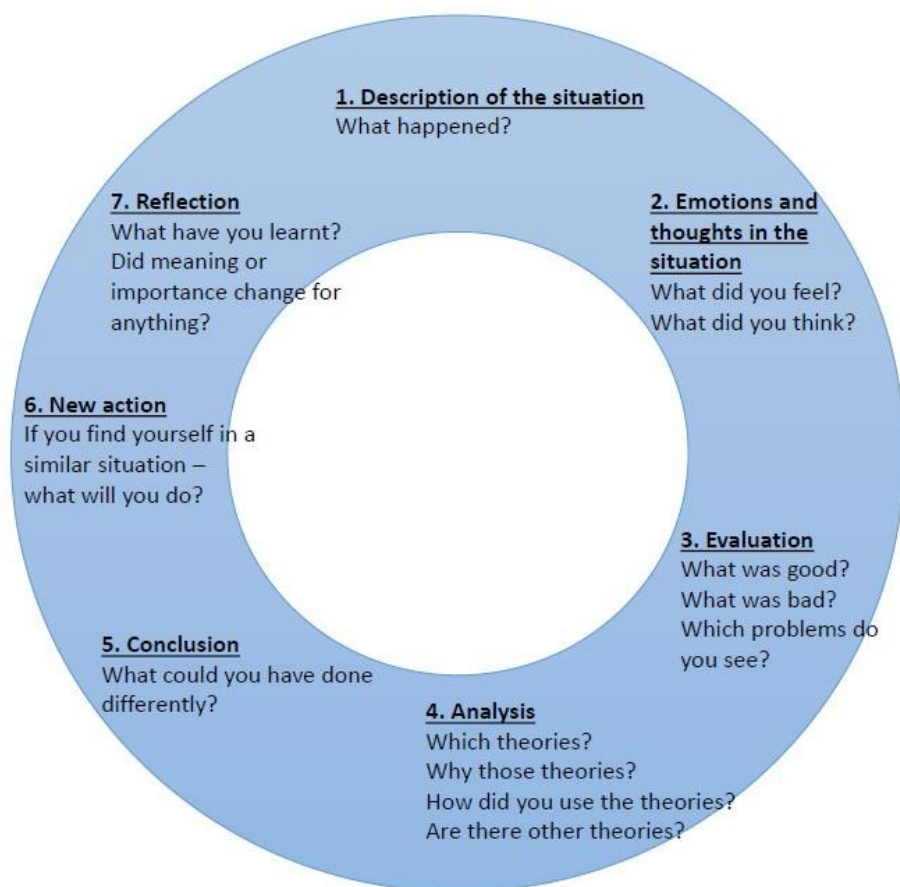 1. Description of the situation
What happened?
2. Emotions and
thoughts in the
situation
What did you feel?
What did you think?
3. Evaluation
What was good?
What was bad?
Which problems do
you see?
4. Analysis
Which theories?
Why those theories?
How did you use the theories?
Are there other theories?
5. Conclusion
What could you have done
differently?
6. New action
If you find yourself in a
similar situation –
what will you do?
7. Reflection
What have you learnt?
Did meaning or
importance change for
anything?